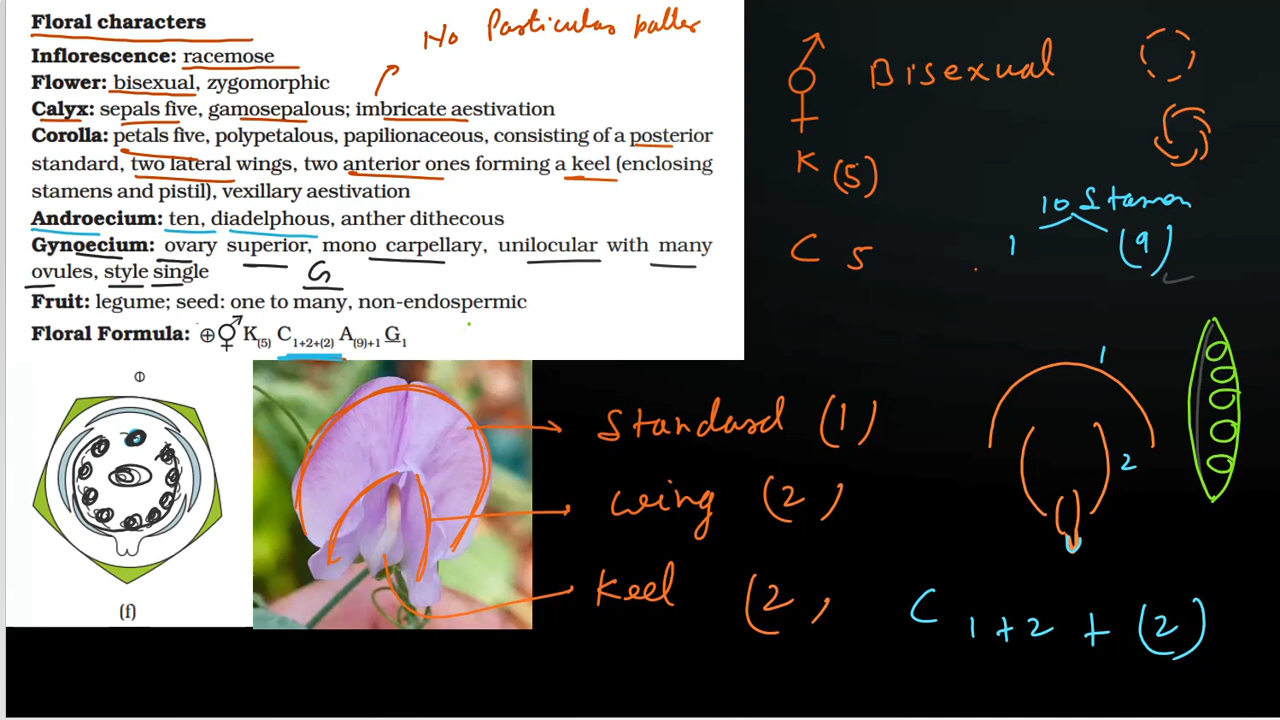 Floral characters
No Particular patter
Inflorescence: racemose
Flower: bisexual, zygomorphic
Calyx: sepals five, gamosepalous; imbricate aestivation
Corolla: petals five, polypetalous, papilionaceous, consisting of a posterior
standard, two lateral wings, two anterior ones forming a keel (enclosing
stamens and pistil), vexillary aestivation
Androecium: ten, diadelphous, anther dithecous
Gynoecium: ovary superior, mono carpellary, unilocular with many
ovules, style single
G
Fruit: legume; seed: one to many, non-endospermic
Floral Formula: ⊕ ⚥ K(5) C1+2+(2) A(9)+1 G1
(f)
Bisexual
K (5)
C 5
10 Stamen
1 (9)
1
2
Standard (1)
wing (2)
Keel (2)
C 1+2 + (2)